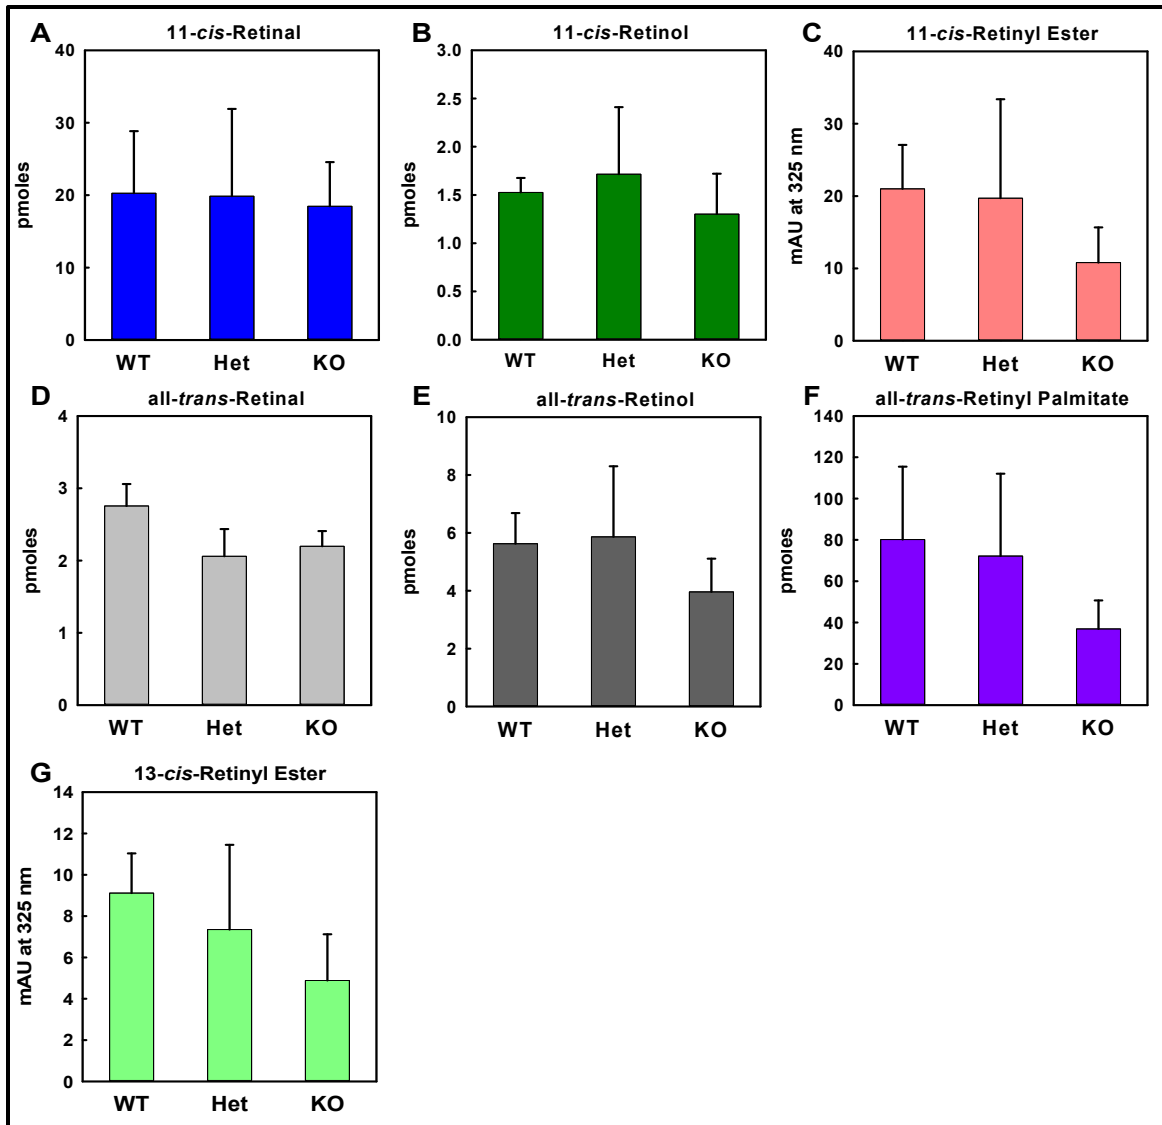 A 11-cis-Retinal
40
30
20
10
0
pmoles
WT Het KO
B 11-cis-Retinol
3.0
2.5
2.0
1.5
1.0
0.5
0.0
pmoles
WT Het KO
C 11-cis-Retinyl Ester
40
30
20
10
0
mAU at 325 nm
WT Het KO
D all-trans-Retinal
4
3
2
1
0
pmoles
WT Het KO
E all-trans-Retinol
10
8
6
4
2
0
pmoles
WT Het KO
F all-trans-Retinyl Palmitate
140
120
100
80
60
40
20
0
pmoles
WT Het KO
G 13-cis-Retinyl Ester
14
12
10
8
6
4
2
0
mAU at 325 nm
WT Het KO